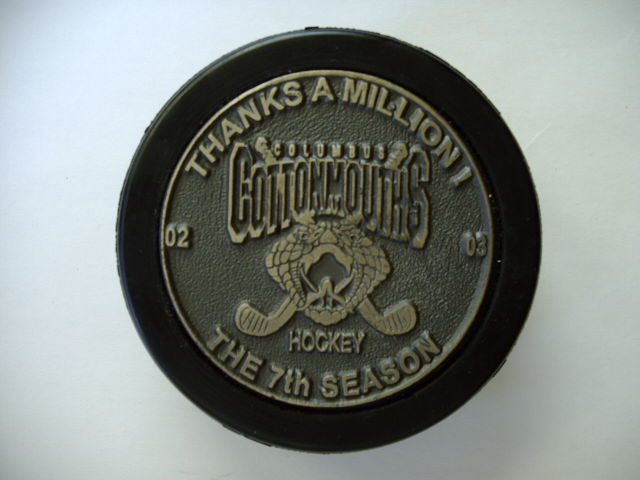 THANKS A MILLION!
COLUMBUS
COTTONMOUTHS
02
03
HOCKEY
THE 7th SEASON